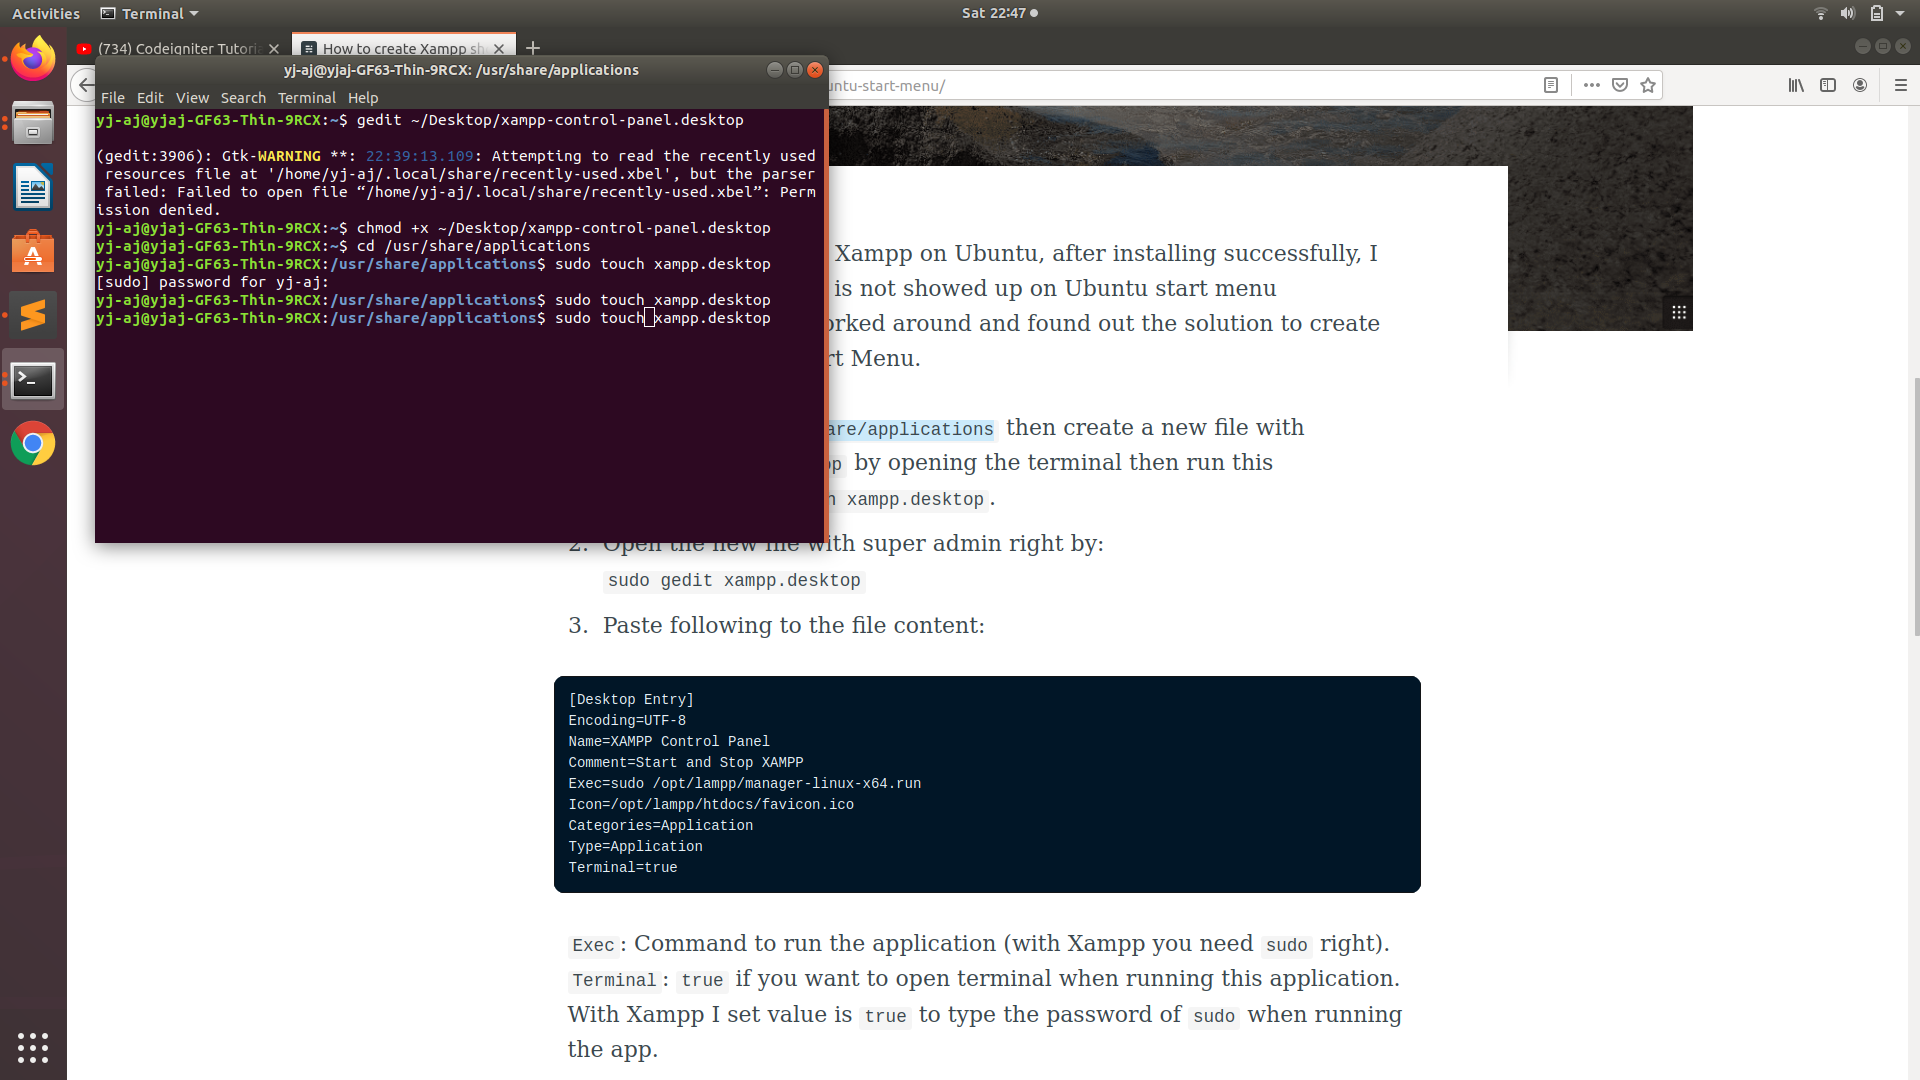 Activities
Terminal
Sat 22:47
(734) Codeigniter Tutoria
How to create Xampp sh
yj-aj@yjaj-GF63-Thin-9RCX: /usr/share/applications
untu-start-menu/
File Edit View Search Terminal Help
yj-aj@yjaj-GF63-Thin-9RCX:~$ gedit ~/Desktop/xampp-control-panel.desktop
(gedit:3906): Gtk-WARNING **: 22:39:13.109: Attempting to read the recently used
resources file at '/home/yj-aj/.local/share/recently-used.xbel', but the parser
failed: Failed to open file “/home/yj-aj/.local/share/recently-used.xbel”: Perm
ission denied.
yj-aj@yjaj-GF63-Thin-9RCX:~$ chmod +x ~/Desktop/xampp-control-panel.desktop
yj-aj@yjaj-GF63-Thin-9RCX:~$ cd /usr/share/applications
yj-aj@yjaj-GF63-Thin-9RCX:/usr/share/applications$ sudo touch xampp.desktop
[sudo] password for yj-aj:
yj-aj@yjaj-GF63-Thin-9RCX:/usr/share/applications$ sudo touch xampp.desktop
yj-aj@yjaj-GF63-Thin-9RCX:/usr/share/applications$ sudo touch xampp.desktop
Xampp on Ubuntu, after installing successfully, I
is not showed up on Ubuntu start menu
orked around and found out the solution to create
rt Menu.
are/applications then create a new file with
op by opening the terminal then run this
h xampp.desktop.
2. Open the new file with super admin right by:
sudo gedit xampp.desktop
3. Paste following to the file content:
[Desktop Entry]
Encoding=UTF-8
Name=XAMPP Control Panel
Comment=Start and Stop XAMPP
Exec=sudo /opt/lampp/manager-linux-x64.run
Icon=/opt/lampp/htdocs/favicon.ico
Categories=Application
Type=Application
Terminal=true
Exec: Command to run the application (with Xampp you need sudo right).
Terminal: true if you want to open terminal when running this application.
With Xampp I set value is true to type the password of sudo when running
the app.